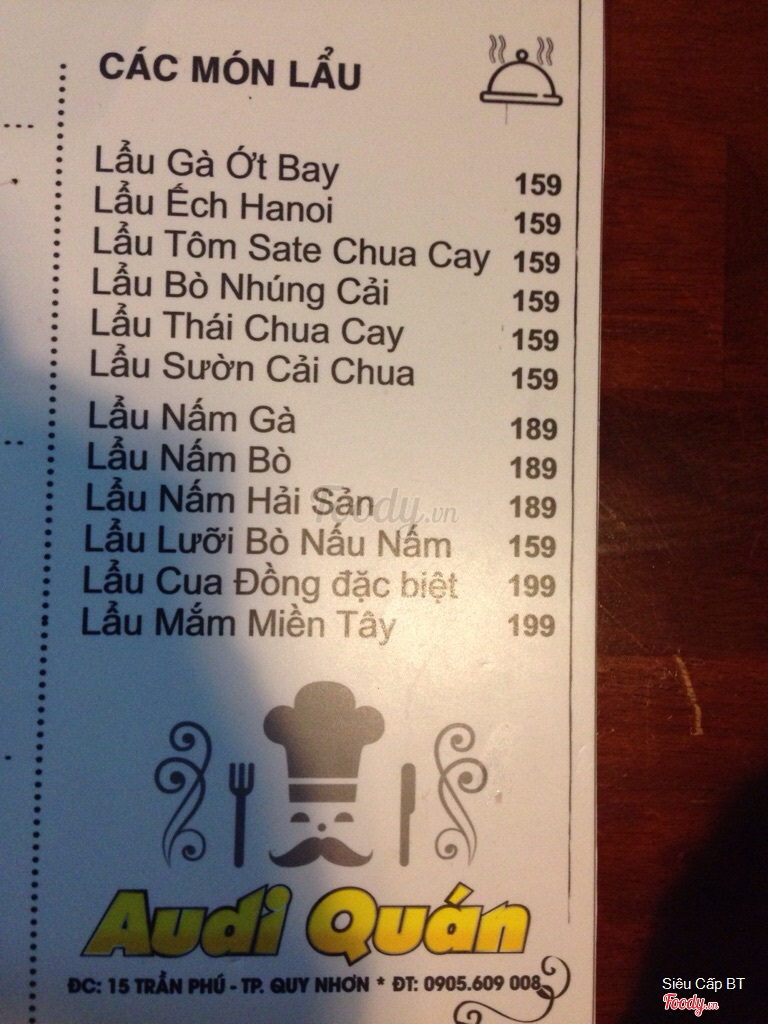 CÁC MÓN LẨU
Lẩu Gà Ớt Bay 159
Lẩu Ếch Hanoi 159
Lẩu Tôm Sate Chua Cay 159
Lẩu Bò Nhúng Cải 159
Lẩu Thái Chua Cay 159
Lẩu Sườn Cải Chua 159
Lẩu Nấm Gà 189
Lẩu Nấm Bò 189
Lẩu Nấm Hải Sản 189
Foody.vn
Lẩu Lưỡi Bò Nấu Nấm 159
Lẩu Cua Đồng đặc biệt 199
Lẩu Mắm Miền Tây 199
Audi Quán
ĐC: 15 TRẦN PHÚ - TP. QUY NHƠN * ĐT: 0905.609 008
Siêu Cấp BT
Foody.vn